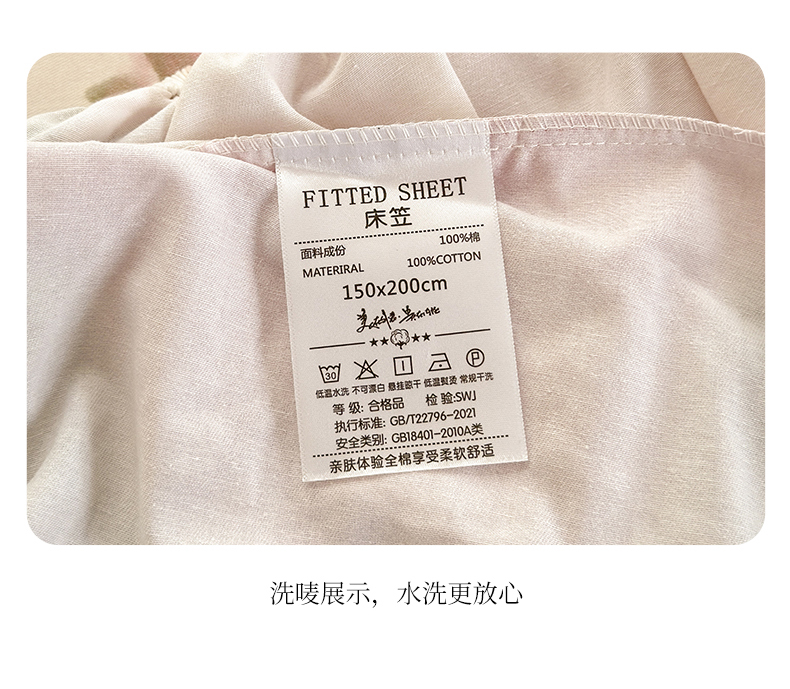 FITTED SHEET
床笠
面料成份 100%棉
MATERIRAL 100%COTTON
150x200cm
30
P
低温水洗 不可漂白 悬挂晾干 低温熨烫 常规干洗
等 级: 合格品 检 验:SWJ
执行标准: GB/T22796-2021
安全类别: GB18401-2010A类
亲肤体验全棉享受柔软舒适
洗唛展示，水洗更放心